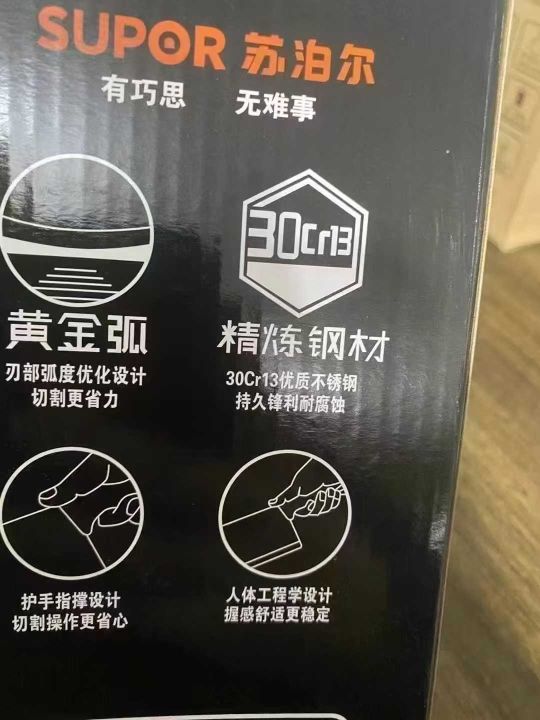 SUPOR 苏泊尔
有巧思 无难事
30Cr13
黄金弧
刃部弧度优化设计
切割更省力
精炼钢材
30Cr13优质不锈钢
持久锋利耐腐蚀
护手指撑设计
切割操作更省心
人体工程学设计
握感舒适更稳定